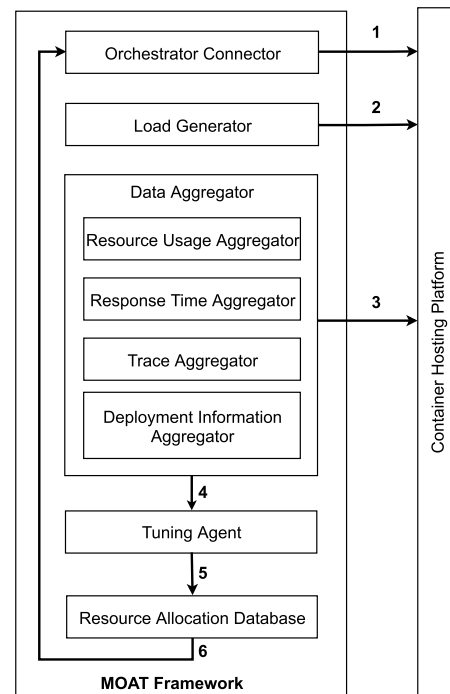 1
Orchestrator Connector
2
Load Generator
Data Aggregator
Resource Usage Aggregator
Response Time Aggregator
3
Trace Aggregator
Deployment Information
Aggregator
4
Tuning Agent
5
Resource Allocation Database
6
MOAT Framework
Container Hosting Platform